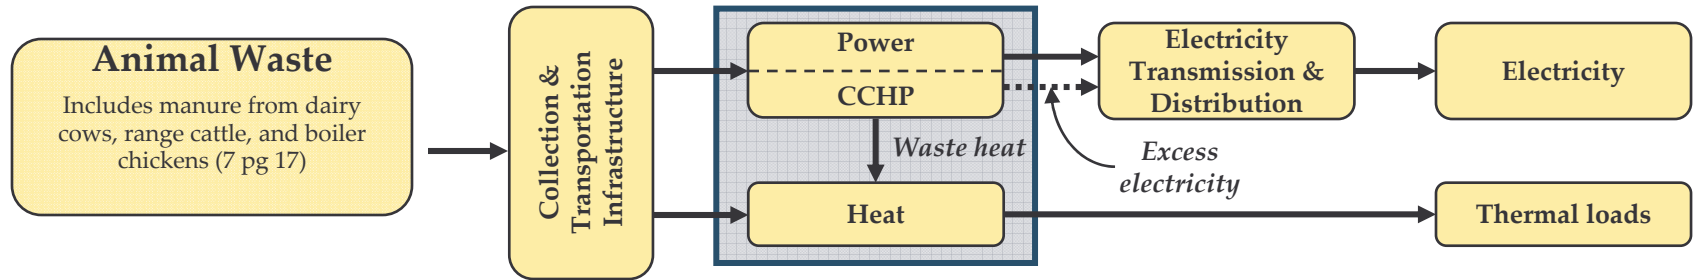 Animal Waste
Includes manure from dairy
cows, range cattle, and boiler
chickens (7 pg 17)
Collection &
Transportation
Infrastructure
Power
CCHP
Waste heat
Heat
Excess
electricity
Electricity
Transmission &
Distribution
Electricity
Thermal loads